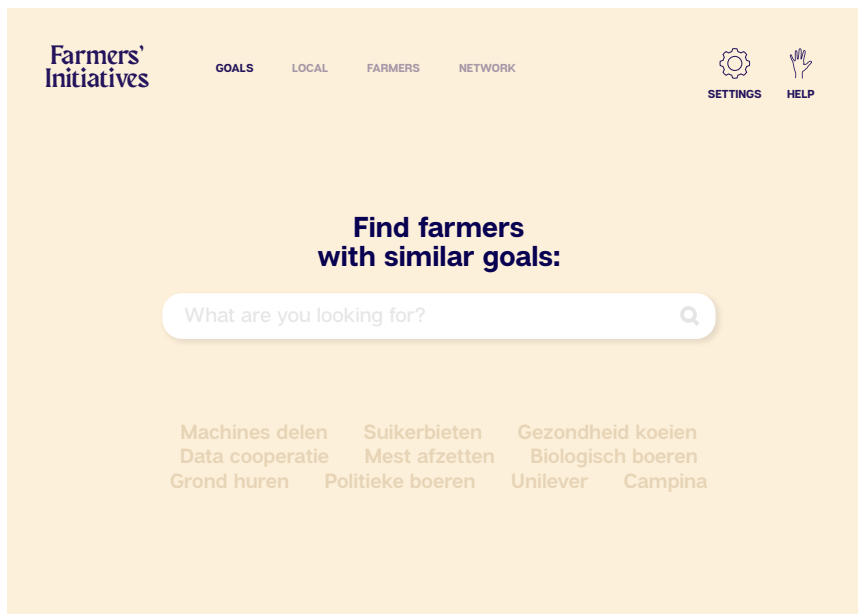 Farmers’
Initiatives
GOALS LOCAL FARMERS NETWORK
SETTINGS HELP
Find farmers
with similar goals:
What are you looking for?
Machines delen Suikerbieten Gezondheid koeien
Data cooperatie Mest afzetten Biologisch boeren
Grond huren Politieke boeren Unilever Campina